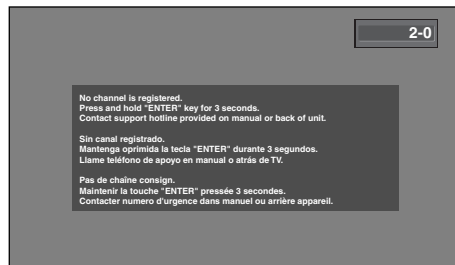 2-0
No channel is registered.
Press and hold "ENTER" key for 3 seconds.
Contact support hotline provided on manual or back of unit.
Sin canal registrado.
Mantenga oprimida la tecla "ENTER" durante 3 segundos.
Llame teléfono de apoyo en manual o atrás de TV.
Pas de chaîne consign.
Maintenir la touche "ENTER" pressée 3 secondes.
Contacter numero d'urgence dans manuel ou arrière appareil.